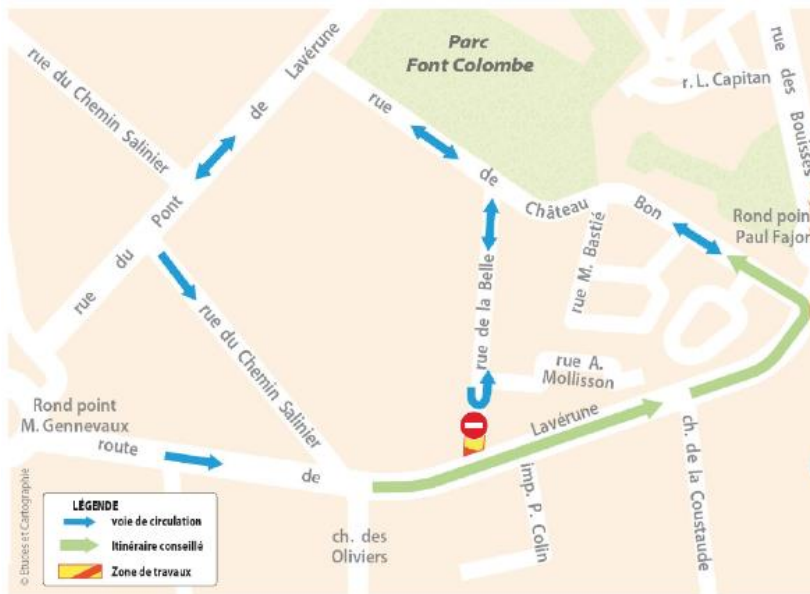 Parc
Font Colombe
rue du Chemin Salinier
rue du Pont de Lavérune
rue de Château Bon
r. L. Capitan
rue des Bouisses
Rond point
Paul Fajon
rue M. Bastié
rue de la Belle
rue A.
Mollisson
rue du Chemin Salinier
Rond point
M. Gennevaux
route de Lavérune
ch. de la Coustaude
imp. P. Colin
ch. des
Oliviers
LÉGENDE
voie de circulation
Itinéraire conseillé
Zone de travaux
© Etudes et Cartographie